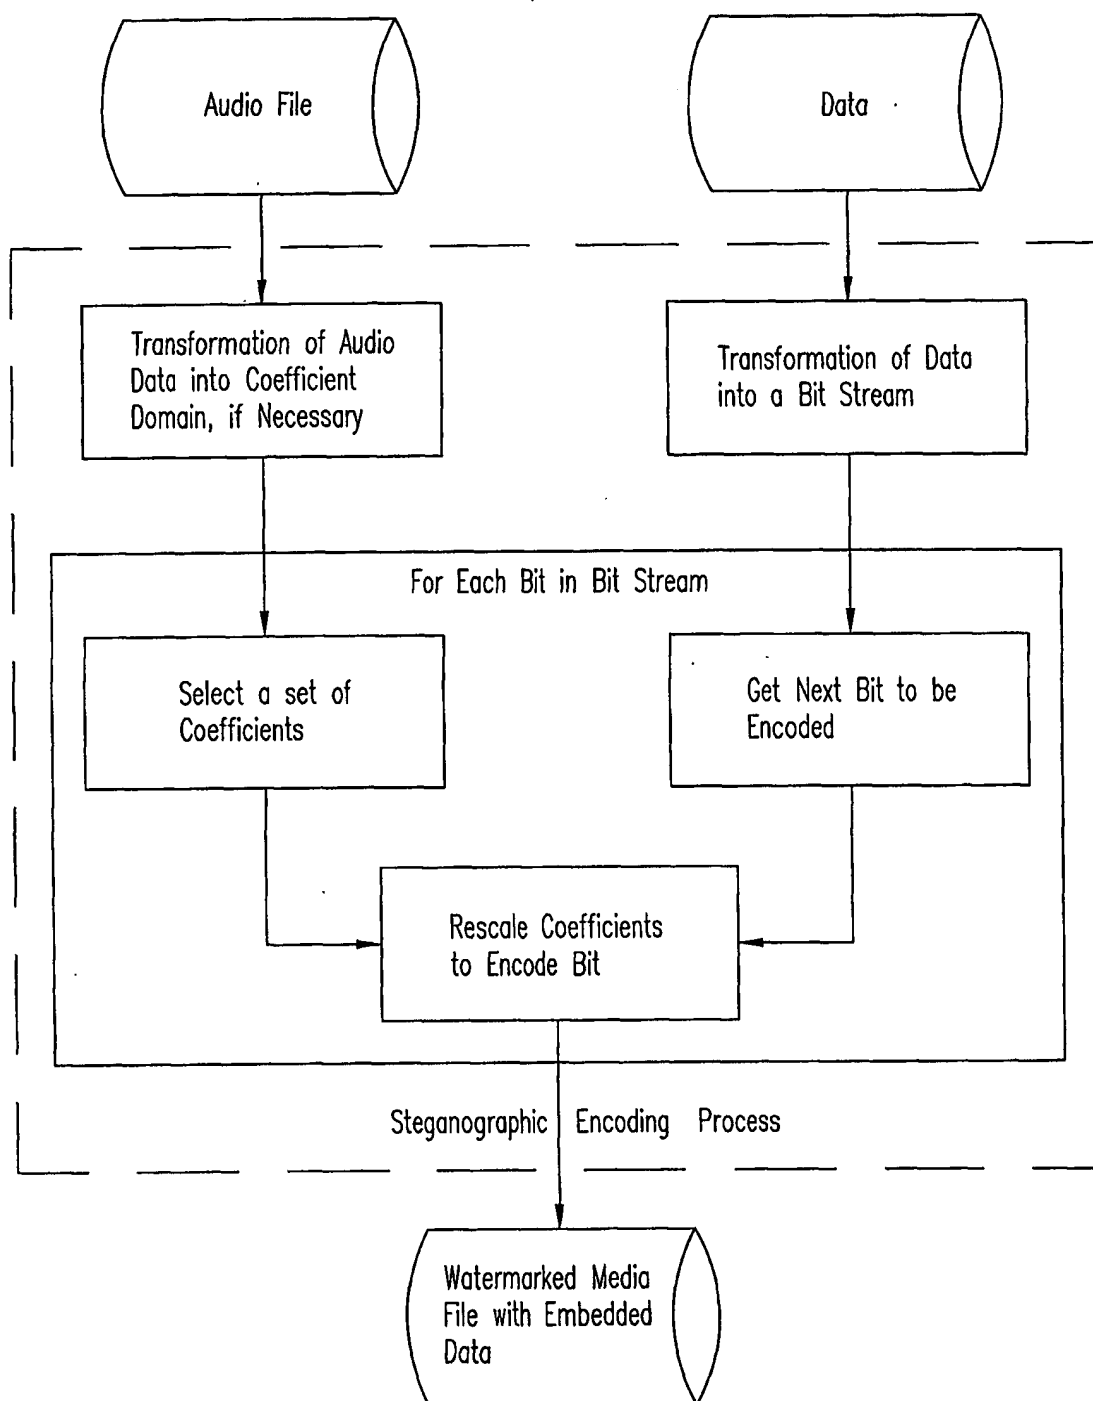 Audio File
Data
Transformation of Audio
Data into Coefficient
Domain, if Necessary
Transformation of Data
into a Bit Stream
For Each Bit in Bit Stream
Select a set of
Coefficients
Get Next Bit to be
Encoded
Rescale Coefficients
to Encode Bit
Steganographic Encoding Process
Watermarked Media
File with Embedded
Data